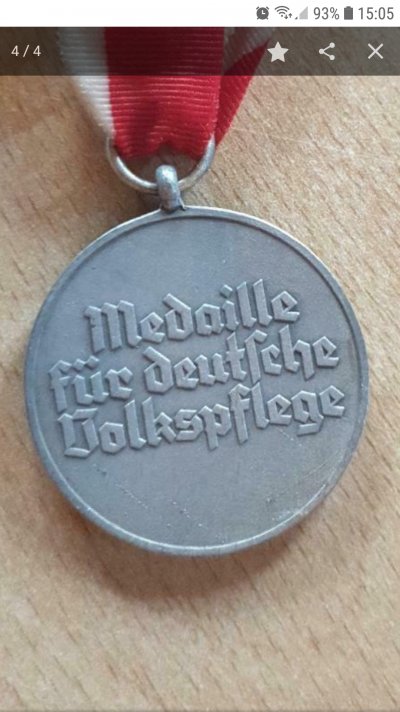 93% 15:05
4 / 4
Medaille
für deutſche
Volkspflege